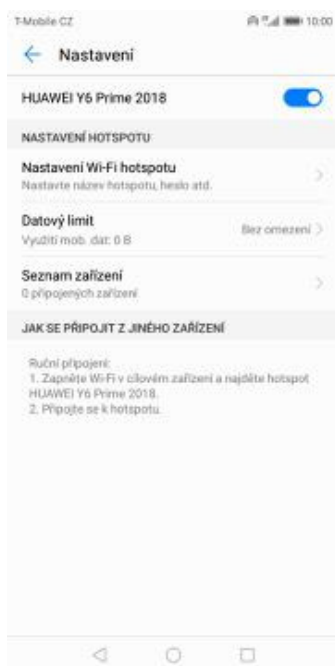 T-Mobile CZ 10:00
Nastavení
HUAWEI Y6 Prime 2018
NASTAVENÍ HOTSPOTU
Nastavení Wi-Fi hotspotu
Nastavte název hotspotu, heslo atd.
Datový limit
Využití mob. dat: 0 B
Bez omezení
Seznam zařízení
0 připojených zařízení
JAK SE PŘIPOJIT Z JINÉHO ZAŘÍZENÍ
Ruční připojení:
1. Zapněte Wi-Fi v cílovém zařízení a najděte hotspot
HUAWEI Y6 Prime 2018.
2. Připojte se k hotspotu.